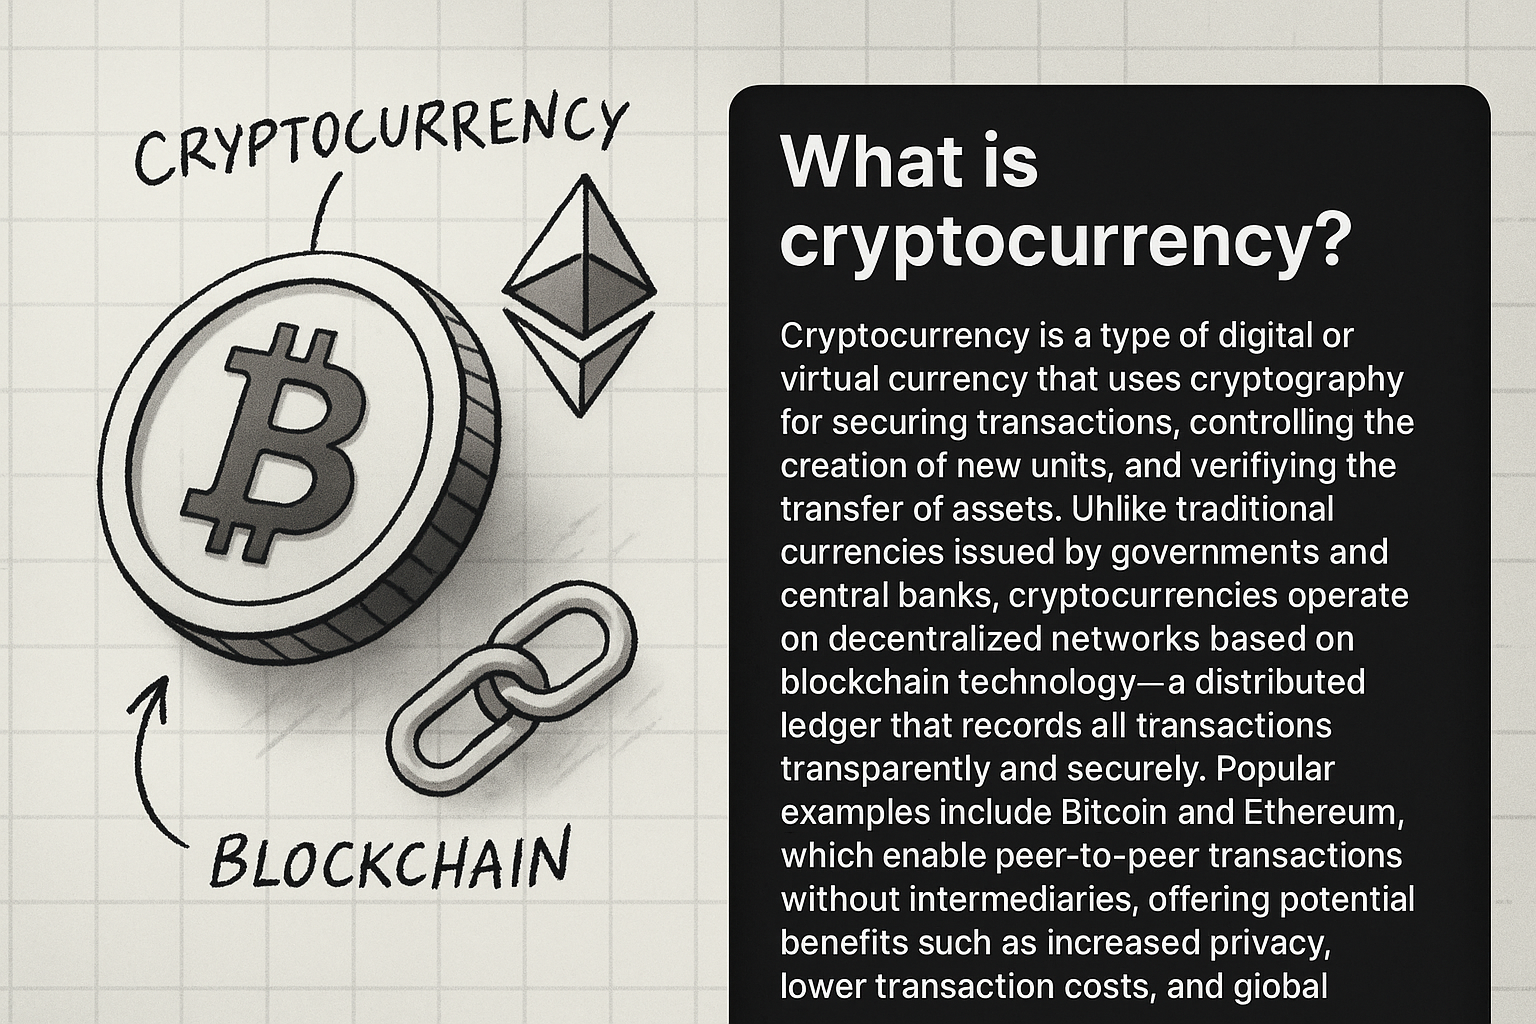 CRYPTOCURRENCY
BLOCKCHAIN
What is
cryptocurrency?
Cryptocurrency is a type of digital or
virtual currency that uses cryptography
for securing transactions, controlling the
creation of new units, and verifiying the
transfer of assets. Uhlike traditional
currencies issued by governments and
central banks, cryptocurrencies operate
on decentralized networks based on
blockchain technology—a distributed
ledger that records all transactions
transparently and securely. Popular
examples include Bitcoin and Ethereum,
which enable peer-to-peer transactions
without intermediaries, offering potential
benefits such as increased privacy,
lower transaction costs, and giobal